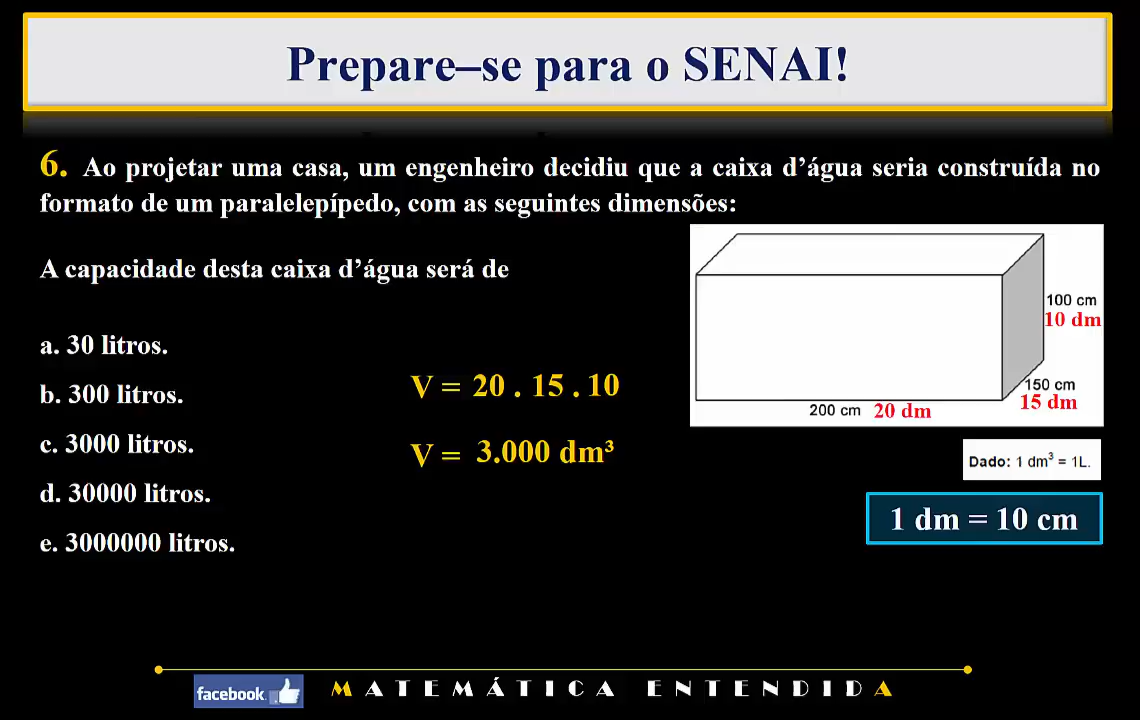 Prepare–se para o SENAI!
6. Ao projetar uma casa, um engenheiro decidiu que a caixa d’água seria construída no
formato de um paralelepípedo, com as seguintes dimensões:
A capacidade desta caixa d’água será de
a. 30 litros.
b. 300 litros.
c. 3000 litros.
d. 30000 litros.
e. 3000000 litros.
V = 20 . 15 . 10
V = 3.000 dm³
100 cm
10 dm
150 cm
15 dm
200 cm 20 dm
Dado: 1 dm³ = 1L.
1 dm = 10 cm
facebook. MATEMÁTICA ENTENDIDA